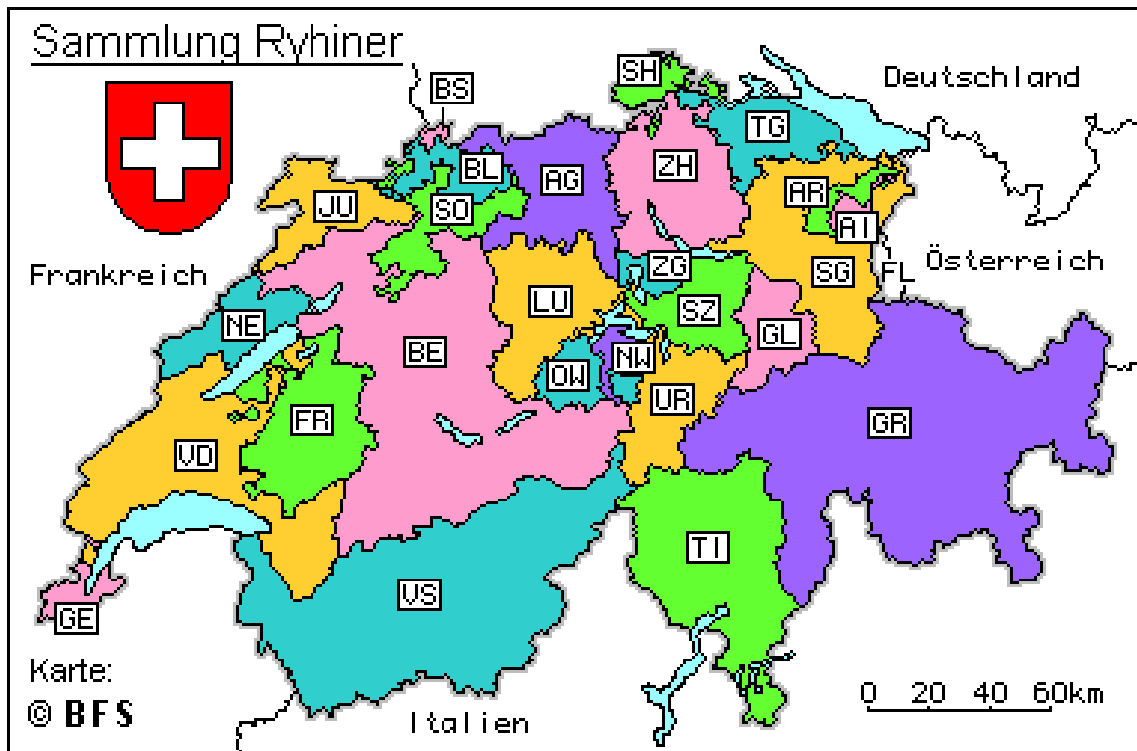 Sammlung Ryhiner
BS
SH
Deutschland
TG
BL
AG
ZH
JU
SO
AR
AI
Frankreich
ZG
SG
FL
Österreich
NE
LU
SZ
GL
BE
OW
NW
UR
FR
GR
VD
TI
VS
GE
Karte:
© BFS
Italien
0 20 40 60km